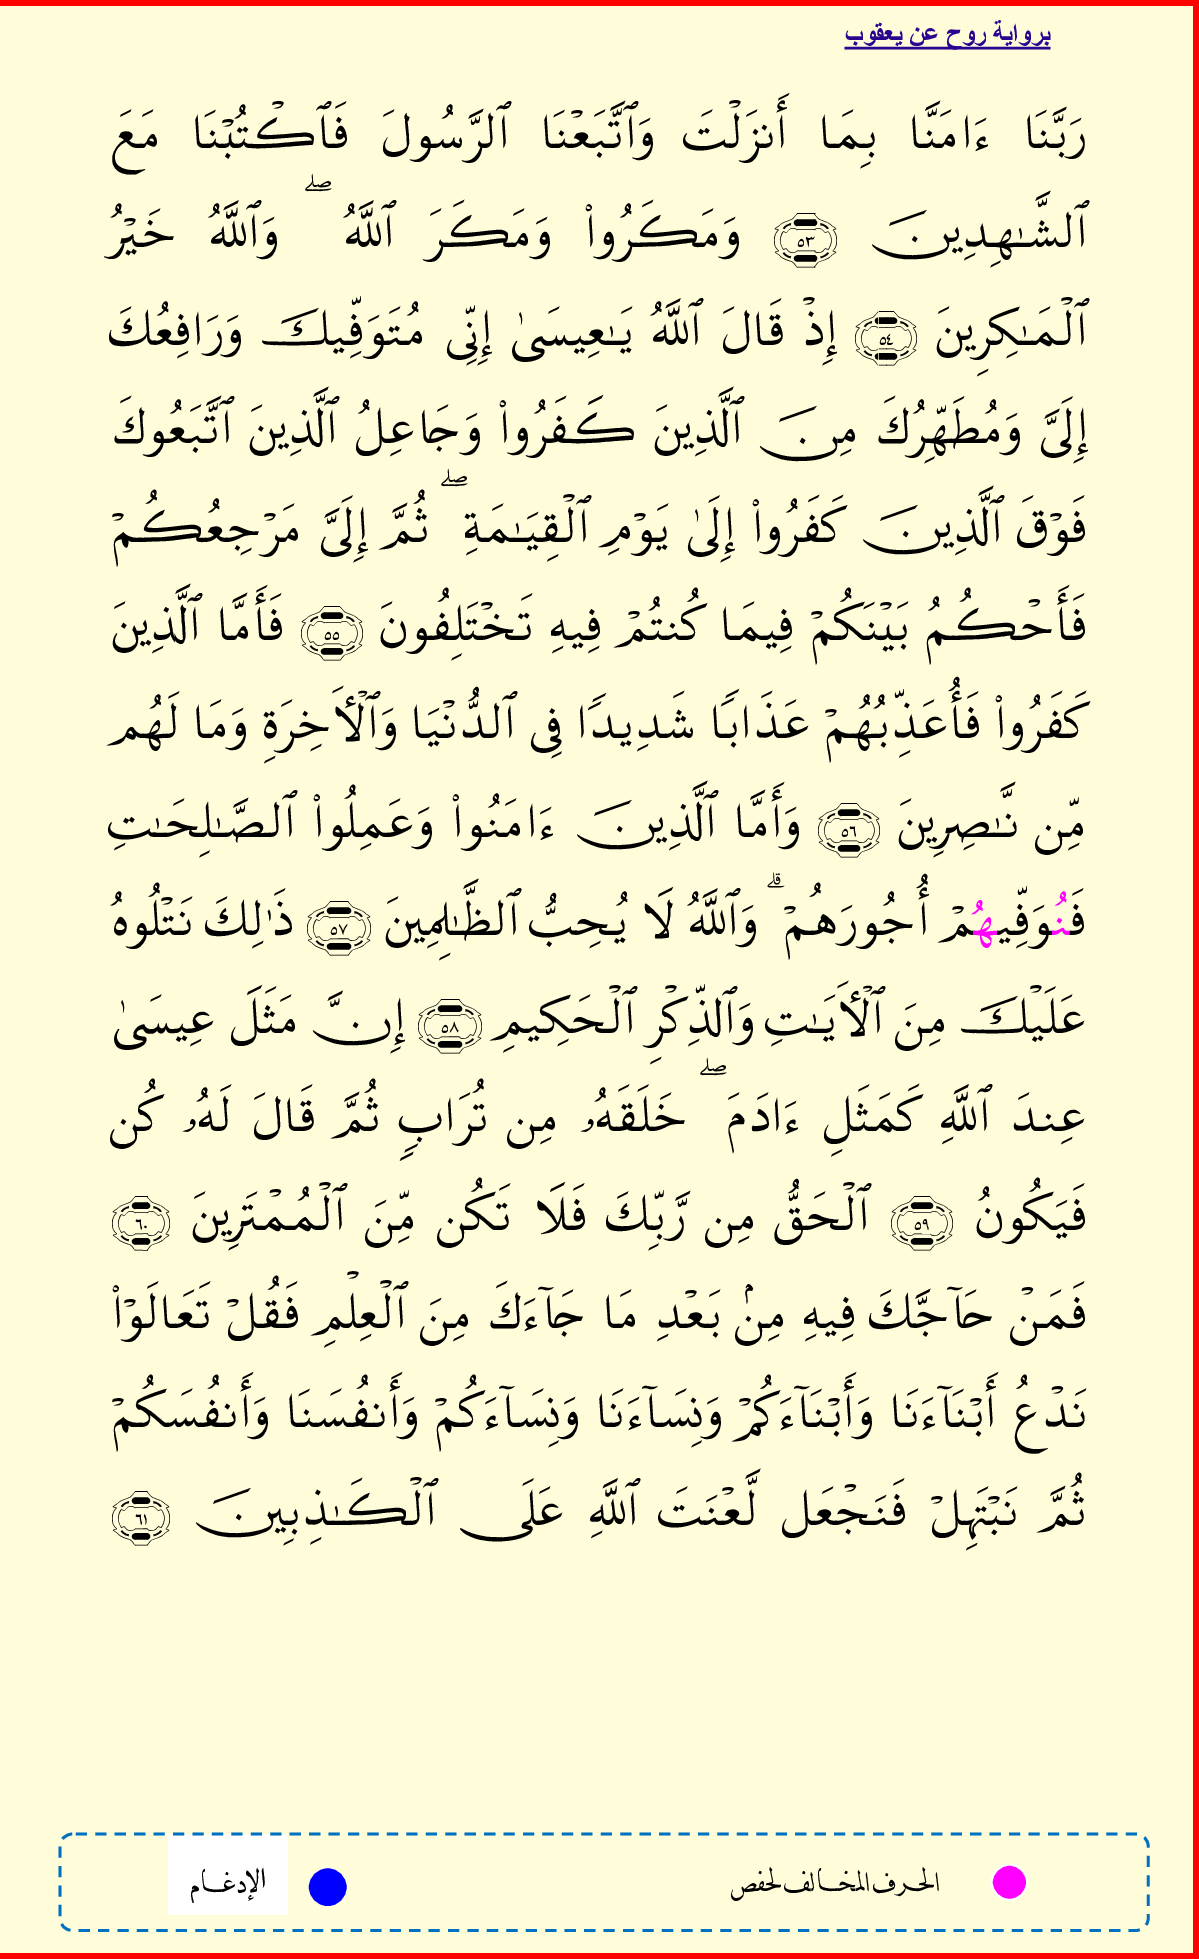 برواية روح عن يعقوب
رَبَّنَآ ءَامَنَّا بِمَآ أَنزَلْتَ وَٱتَّبَعْنَا ٱلرَّسُولَ فَٱكْتُبْنَا مَعَ
ٱلشَّٰهِدِينَ ٥٣ وَمَكَرُوا۟ وَمَكَرَ ٱللَّهُ ۖ وَٱللَّهُ خَيْرُ
ٱلْمَٰكِرِينَ ٥٤ إِذْ قَالَ ٱللَّهُ يَٰعِيسَىٰ إِنِّى مُتَوَفِّيكَ وَرَافِعُكَ
إِلَىَّ وَمُطَهِّرُكَ مِنَ ٱلَّذِينَ كَفَرُوا۟ وَجَاعِلُ ٱلَّذِينَ ٱتَّبَعُوكَ
فَوْقَ ٱلَّذِينَ كَفَرُوا۟ إِلَىٰ يَوْمِ ٱلْقِيَٰمَةِ ۖ ثُمَّ إِلَىَّ مَرْجِعُكُمْ
فَأَحْكُمُ بَيْنَكُمْ فِيمَا كُنتُمْ فِيهِ تَخْتَلِفُونَ ٥٥ فَأَمَّا ٱلَّذِينَ
كَفَرُوا۟ فَأُعَذِّبُهُمْ عَذَابًا شَدِيدًا فِى ٱلدُّنْيَا وَٱلْأَخِرَةِ وَمَا لَهُم
مِّن نَّٰصِرِينَ ٥٦ وَأَمَّا ٱلَّذِينَ ءَامَنُوا۟ وَعَمِلُوا۟ ٱلصَّٰلِحَٰتِ
فَنُوَفِّيهُمْ أُجُورَهُمْ ۗ وَٱللَّهُ لَا يُحِبُّ ٱلظَّٰلِمِينَ ٥٧ ذَٰلِكَ نَتْلُوهُ
عَلَيْكَ مِنَ ٱلْأَيَٰتِ وَٱلذِّكْرِ ٱلْحَكِيمِ ٥٨ إِنَّ مَثَلَ عِيسَىٰ
عِندَ ٱللَّهِ كَمَثَلِ ءَادَمَ ۖ خَلَقَهُۥ مِن تُرَابٍ ثُمَّ قَالَ لَهُۥ كُن
فَيَكُونُ ٥٩ ٱلْحَقُّ مِن رَّبِّكَ فَلَا تَكُن مِّنَ ٱلْمُمْتَرِينَ ٦٠
فَمَنْ حَآجَّكَ فِيهِ مِنۢ بَعْدِ مَا جَآءَكَ مِنَ ٱلْعِلْمِ فَقُلْ تَعَالَوْا۟
نَدْعُ أَبْنَآءَنَا وَأَبْنَآءَكُمْ وَنِسَآءَنَا وَنِسَآءَكُمْ وَأَنفُسَنَا وَأَنفُسَكُمْ
ثُمَّ نَبْتَهِلْ فَنَجْعَل لَّعْنَتَ ٱللَّهِ عَلَى ٱلْكَٰذِبِينَ ٦١
الحرف المخالف لحفص
الإدغام